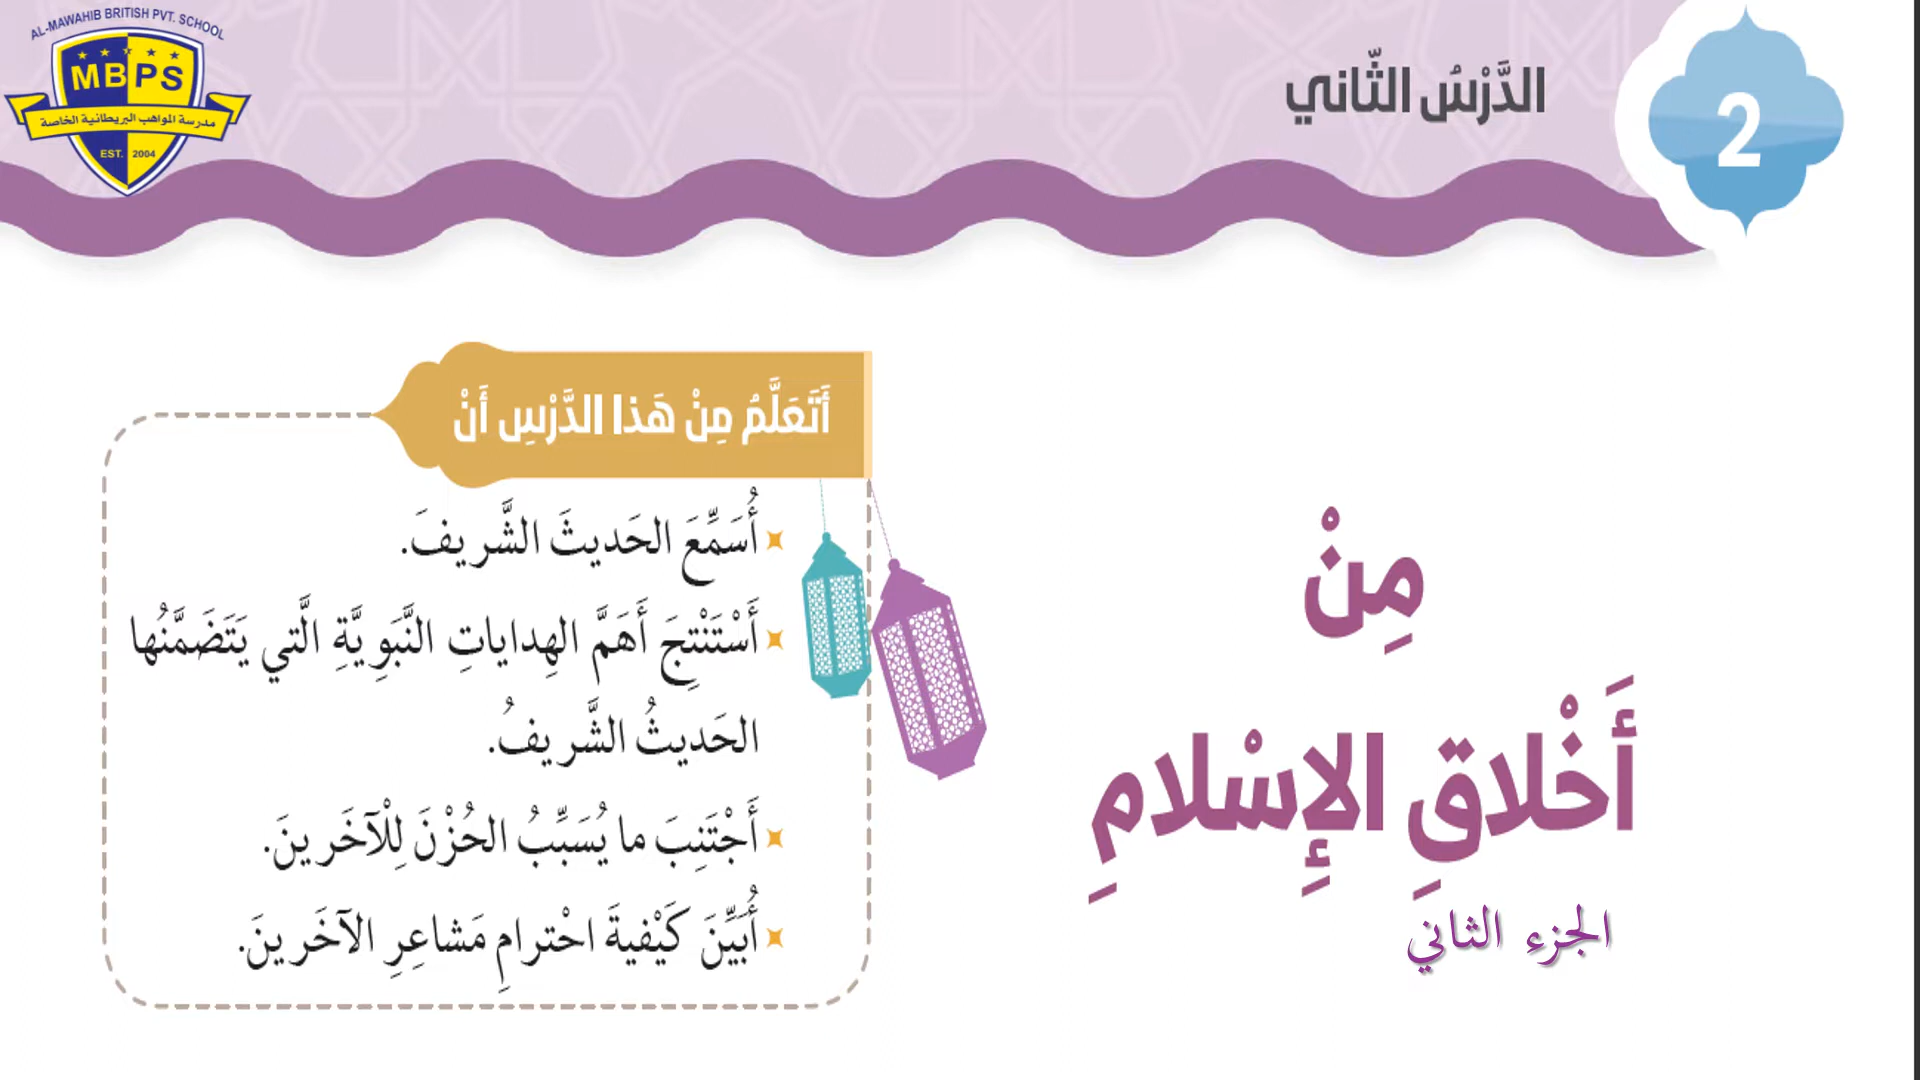 AL-MAWAHIB BRITISH PVT. SCHOOL
MBPS
مدرسة المواهب البريطانية الخاصة
EST. 2004
2
الدَّرْسُ الثّاني
مِنْ
أَخْلاقِ الإِسْلامِ
الجزء الثاني
أَتَعَلَّمُ مِنْ هَذا الدَّرْسِ أَنْ
أُسَمِّعَ الحَديثَ الشَّريفَ.
أَسْتَنْتِجَ أَهَمَّ الهِداياتِ النَّبَوِيَّةِ الَّتي يَتَضَمَّنُها
الحَديثُ الشَّريفُ.
أَجْتَنِبَ ما يُسَبِّبُ الحُزْنَ لِلْآخَرينَ.
أُبَيِّنَ كَيْفيةَ احْترامِ مَشاعِرِ الآخَرينَ.